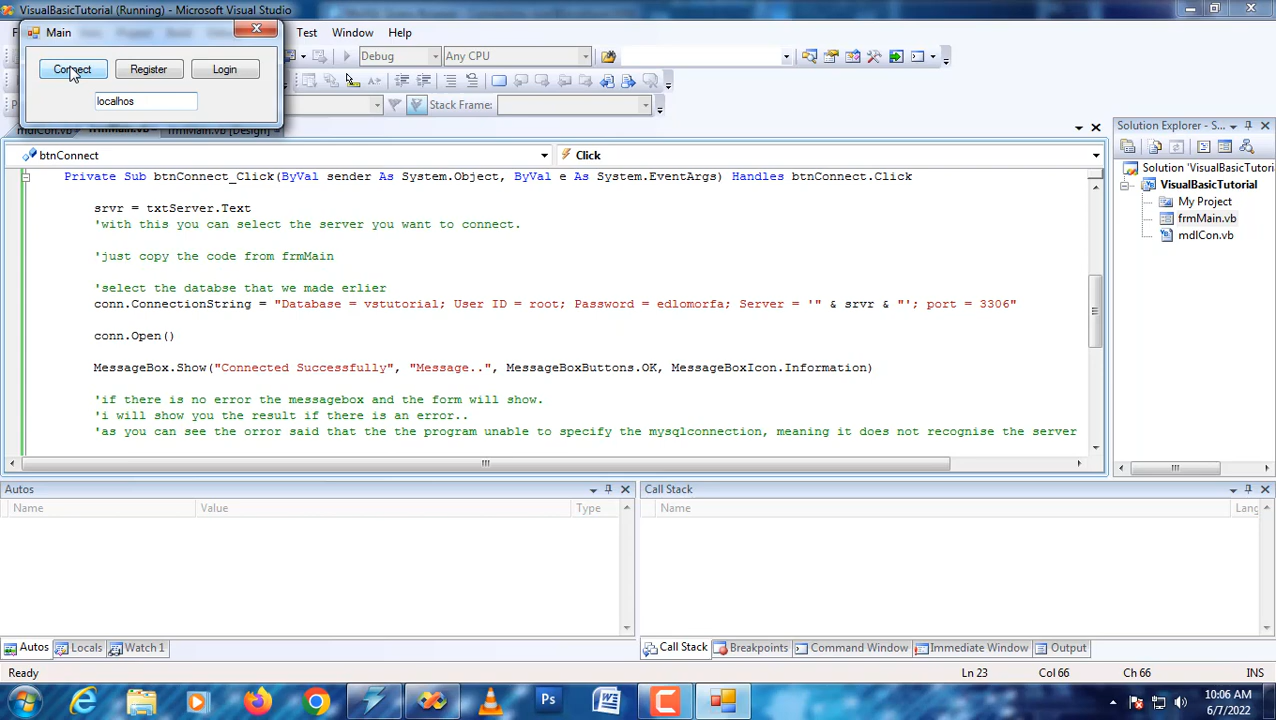 VisualBasicTutorial (Running) - Microsoft Visual Studio
Main
Test Window Help
Connect Register Login
localhos
Debug Any CPU
Stack Frame:
mdlCon.vb frmMain.vb frmMain.vb [Design]
btnConnect Click
Private Sub btnConnect_Click(ByVal sender As System.Object, ByVal e As System.EventArgs) Handles btnConnect.Click
srvr = txtServer.Text
'with this you can select the server you want to connect.
'just copy the code from frmMain
'select the databse that we made erlier
conn.ConnectionString = "Database = vstutorial; User ID = root; Password = edlomorfa; Server = '" & srvr & "'; port = 3306"
conn.Open()
MessageBox.Show("Connected Successfully", "Message..", MessageBoxButtons.OK, MessageBoxIcon.Information)
'if there is no error the messagebox and the form will show.
'i will show you the result if there is an error..
'as you can see the orror said that the the program unable to specify the mysqlconnection, meaning it does not recognise the server
Solution Explorer - S...
Solution 'VisualBasicTutori
VisualBasicTutorial
My Project
frmMain.vb
mdlCon.vb
Autos
Name Value Type
Call Stack
Name Lang
Autos Locals Watch 1
Call Stack Breakpoints Command Window Immediate Window Output
Ready Ln 23 Col 66 Ch 66 INS
Ps
10:06 AM
6/7/2022